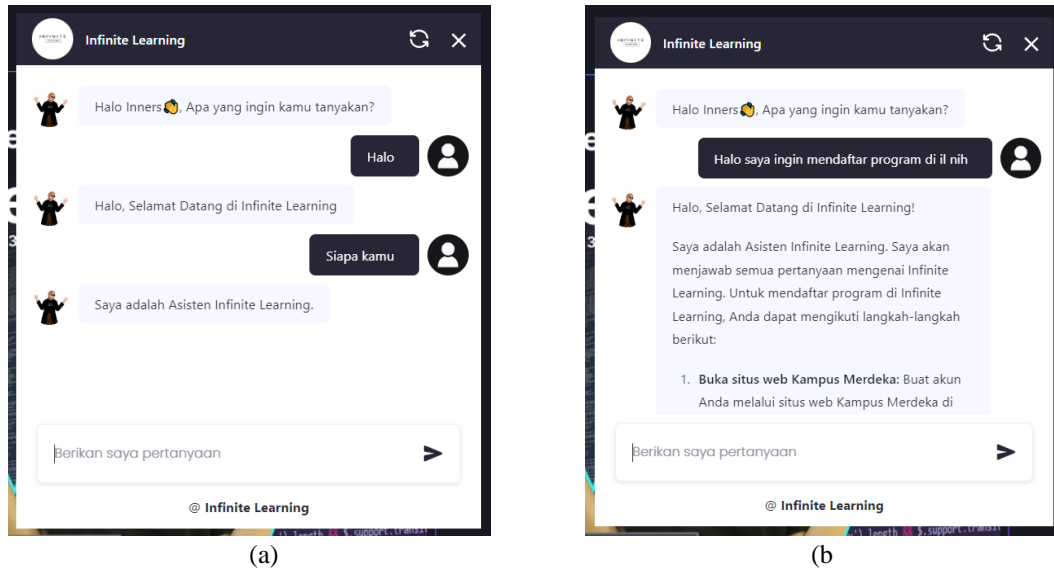 Infinite Learning
Halo Inners👏, Apa yang ingin kamu tanyakan?
Halo
Halo, Selamat Datang di Infinite Learning
Siapa kamu
Saya adalah Asisten Infinite Learning.
Berikan saya pertanyaan
@ Infinite Learning
(a)
Infinite Learning
Halo Inners👏, Apa yang ingin kamu tanyakan?
Halo saya ingin mendaftar program di il nih
Halo, Selamat Datang di Infinite Learning!
Saya adalah Asisten Infinite Learning. Saya akan
menjawab semua pertanyaan mengenai Infinite
Learning. Untuk mendaftar program di Infinite
Learning, Anda dapat mengikuti langkah-langkah
berikut:
1. Buka situs web Kampus Merdeka: Buat akun
Anda melalui situs web Kampus Merdeka di
Berikan saya pertanyaan
@ Infinite Learning
(b